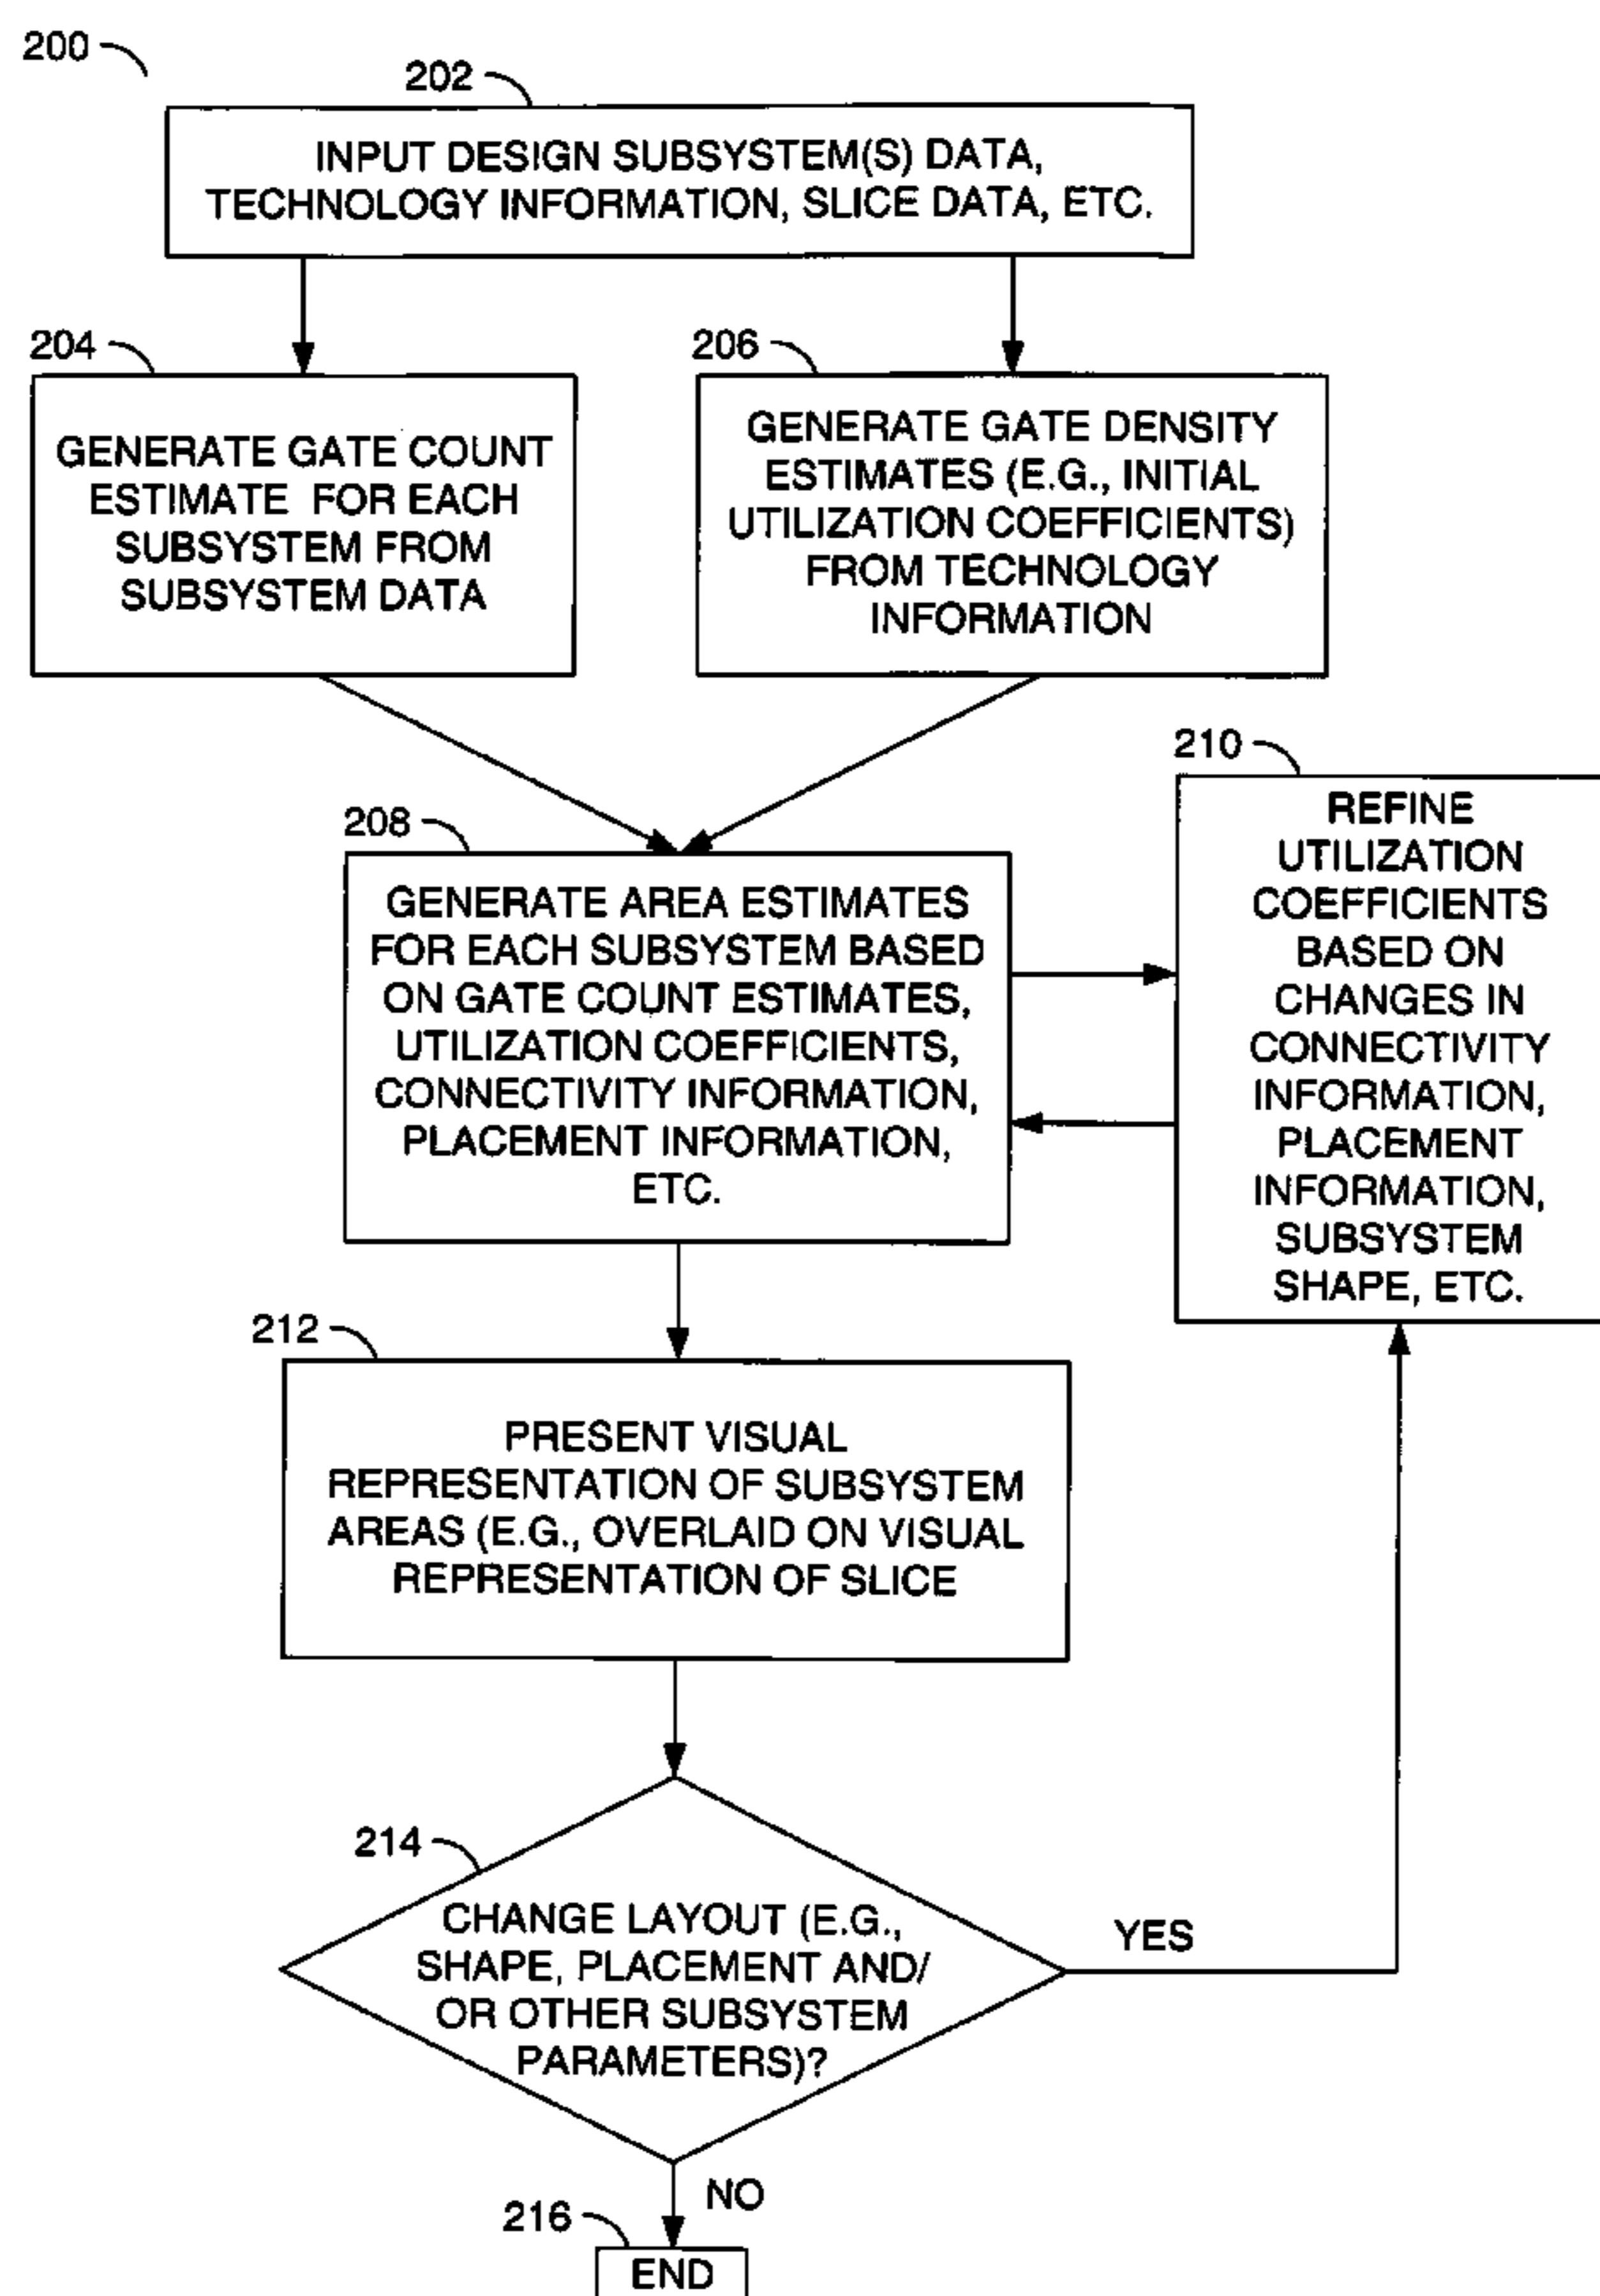 200
202
INPUT DESIGN SUBSYSTEM(S) DATA,
TECHNOLOGY INFORMATION, SLICE DATA, ETC.
204
GENERATE GATE COUNT
ESTIMATE FOR EACH
SUBSYSTEM FROM
SUBSYSTEM DATA
206
GENERATE GATE DENSITY
ESTIMATES (E.G., INITIAL
UTILIZATION COEFFICIENTS)
FROM TECHNOLOGY
INFORMATION
208
GENERATE AREA ESTIMATES
FOR EACH SUBSYSTEM BASED
ON GATE COUNT ESTIMATES,
UTILIZATION COEFFICIENTS,
CONNECTIVITY INFORMATION,
PLACEMENT INFORMATION,
ETC.
210
REFINE
UTILIZATION
COEFFICIENTS
BASED ON
CHANGES IN
CONNECTIVITY
INFORMATION,
PLACEMENT
INFORMATION,
SUBSYSTEM
SHAPE, ETC.
212
PRESENT VISUAL
REPRESENTATION OF SUBSYSTEM
AREAS (E.G., OVERLAID ON VISUAL
REPRESENTATION OF SLICE
214
CHANGE LAYOUT (E.G.,
SHAPE, PLACEMENT AND/
OR OTHER SUBSYSTEM
PARAMETERS)?
YES
NO
216
END